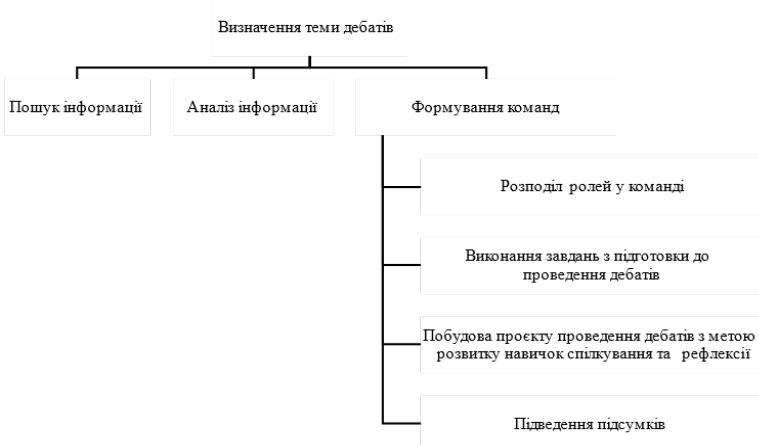 Визначення теми дебатів
Пошук інформації
Аналіз інформації
Формування команд
Розподіл ролей у команді
Виконання завдань з підготовки до
проведення дебатів
Побудова проєкту проведення дебатів з метою
розвитку навичок спілкування та рефлексії
Підведення підсумків